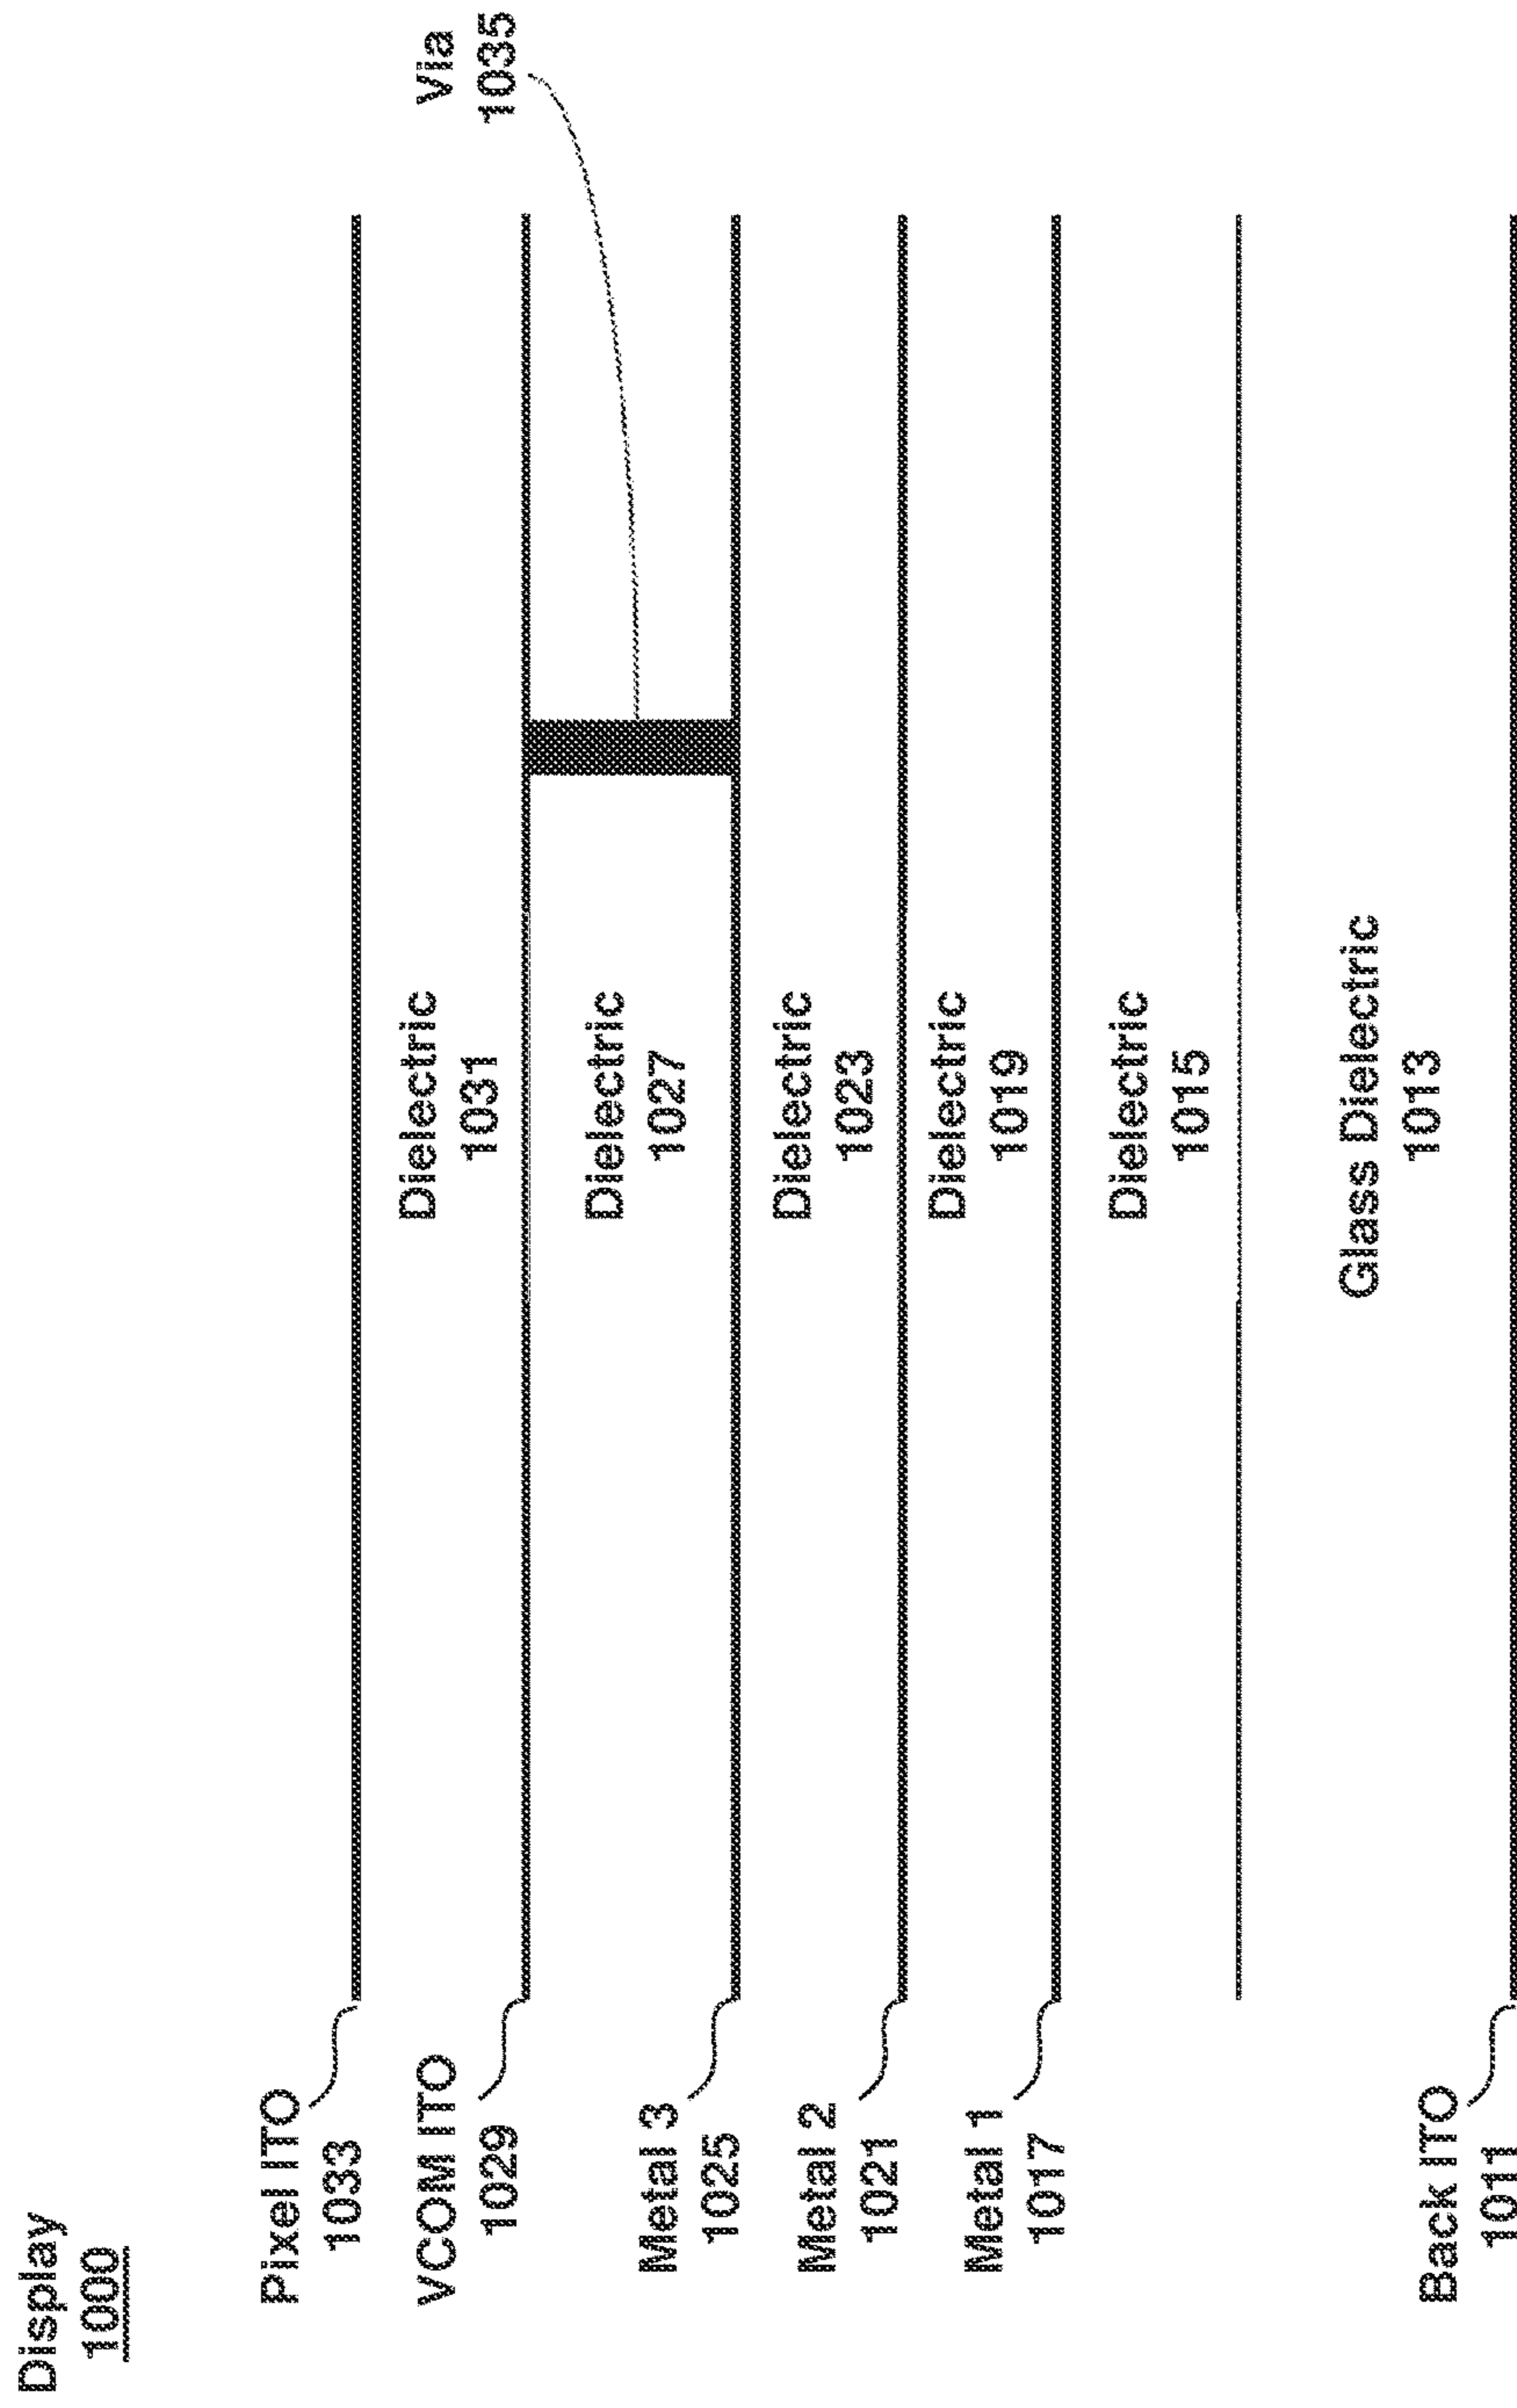 Display
1000
Pixel ITO
1033
VCOM ITO
1029
Metal 3
1025
Metal 2
1021
Metal 1
1017
Back ITO
1011
Dielectric
1031
Dielectric
1027
Dielectric
1023
Dielectric
1019
Dielectric
1015
Glass Dielectric
1013
Via
1035